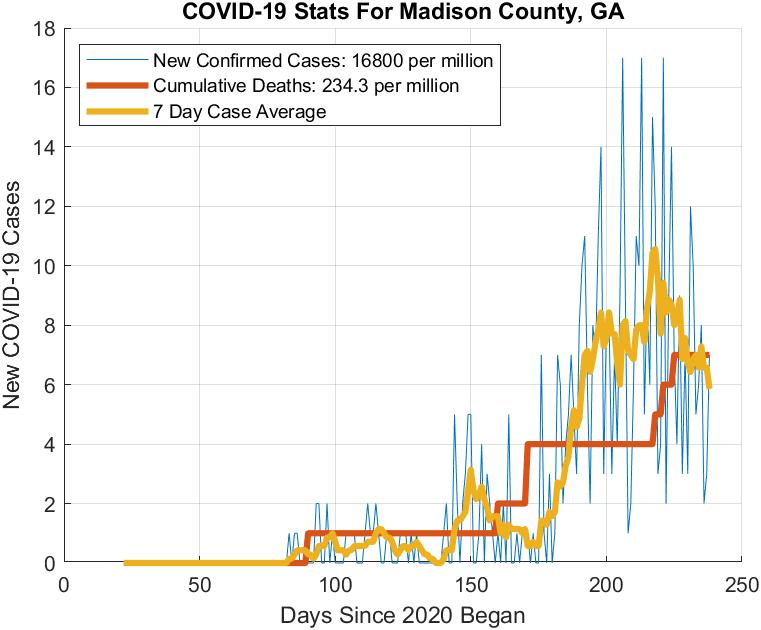 COVID-19 Stats For Madison County, GA
18
16
14
12
10
8
6
4
2
0
New COVID-19 Cases
New Confirmed Cases: 16800 per million
Cumulative Deaths: 234.3 per million
7 Day Case Average
0 50 100 150 200 250
Days Since 2020 Began